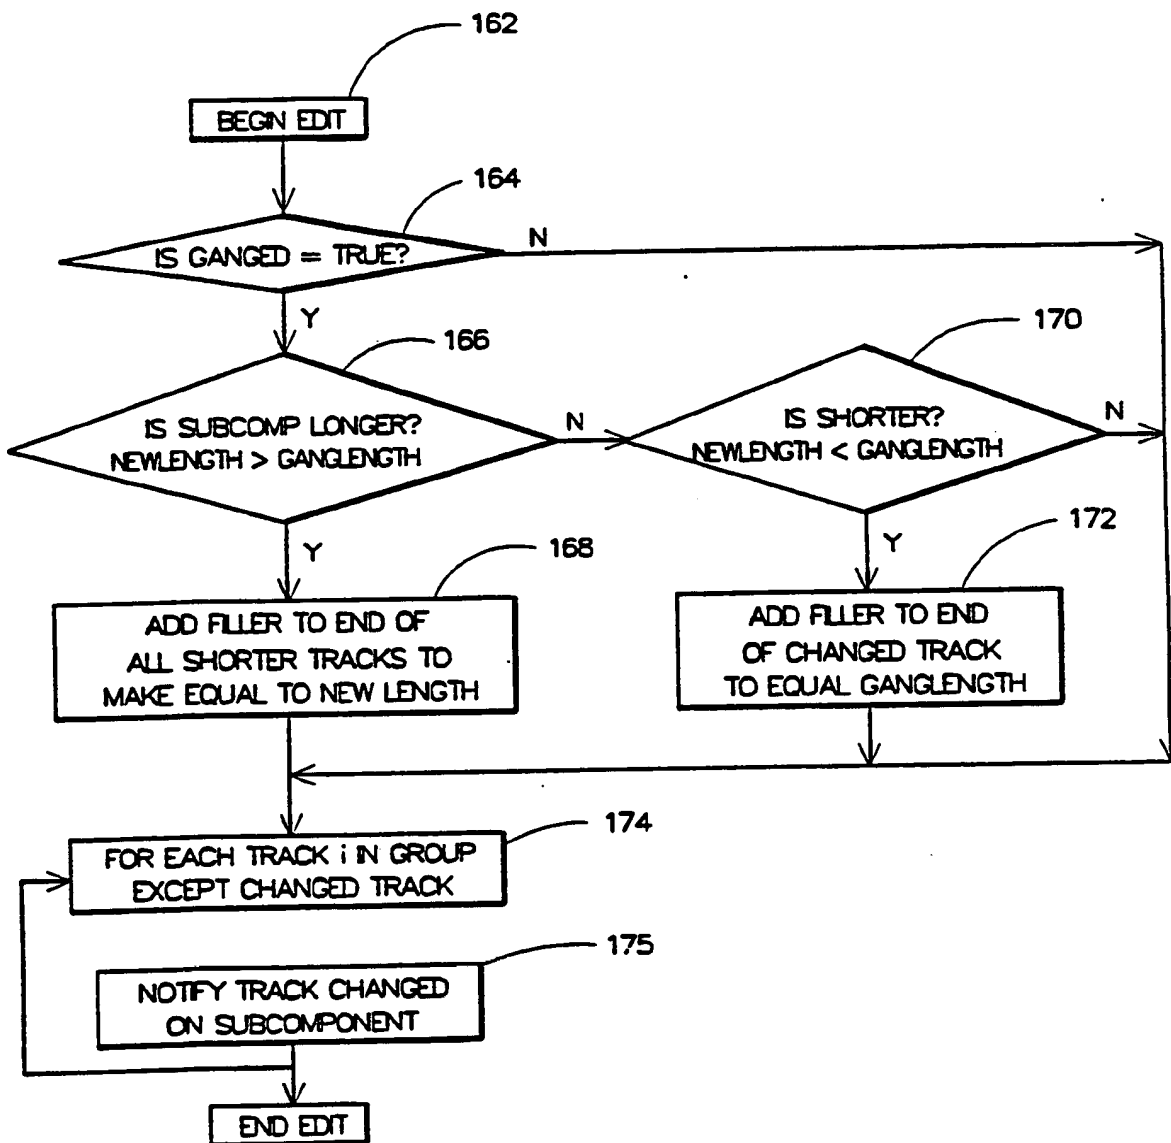 162
BEGIN EDIT
164
IS GANGED = TRUE?
N
Y
166
IS SUBCOMP LONGER?
NEWLENGTH > GANGLENGTH
N
170
IS SHORTER?
NEWLENGTH < GANGLENGTH
N
Y
168
ADD FILLER TO END OF
ALL SHORTER TRACKS TO
MAKE EQUAL TO NEW LENGTH
Y
172
ADD FILLER TO END
OF CHANGED TRACK
TO EQUAL GANGLENGTH
174
FOR EACH TRACK i IN GROUP
EXCEPT CHANGED TRACK
175
NOTIFY TRACK CHANGED
ON SUBCOMPONENT
END EDIT